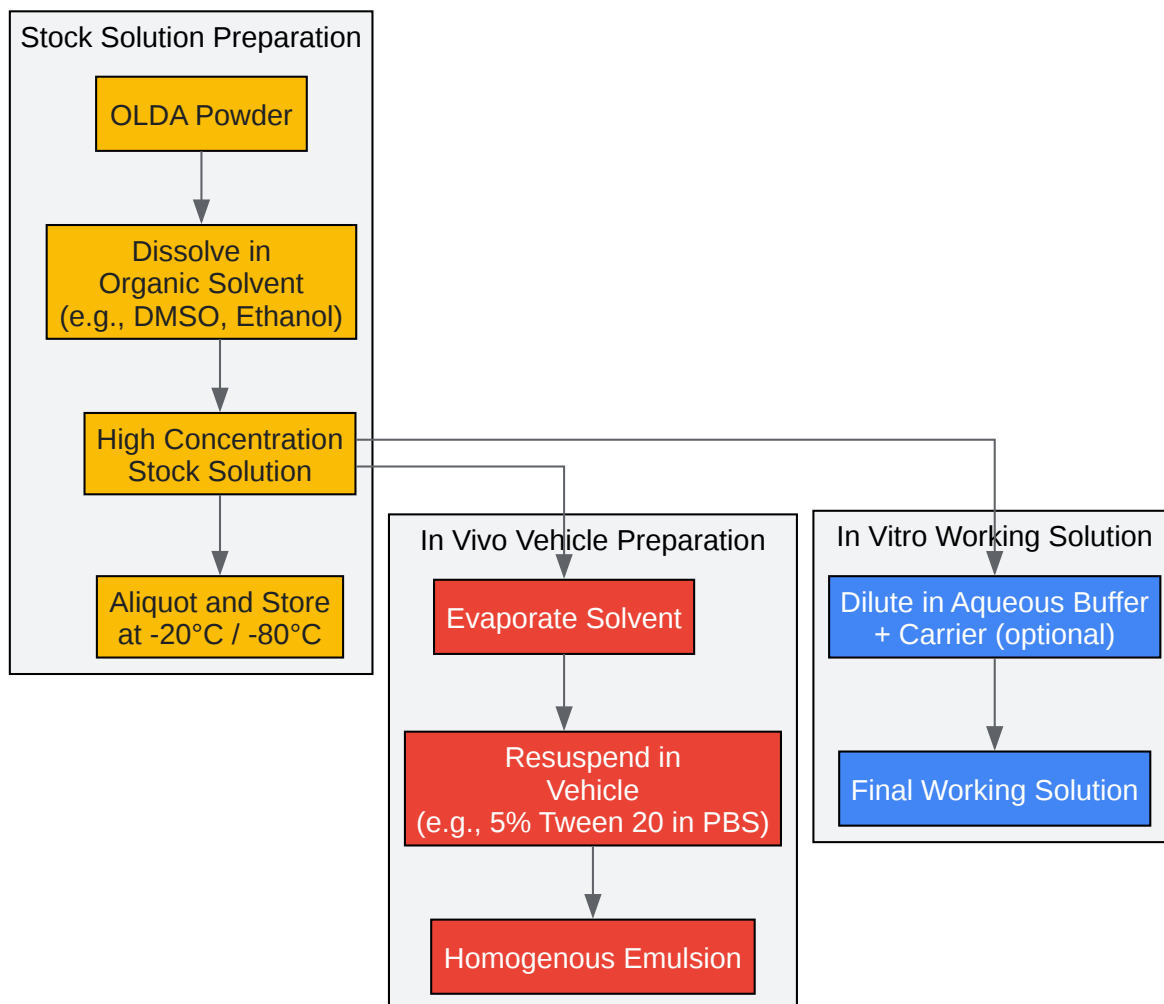 Stock Solution Preparation
OLDA Powder
Dissolve in
Organic Solvent
(e.g., DMSO, Ethanol)
High Concentration
Stock Solution
Aliquot and Store
at -20°C / -80°C
In Vivo Vehicle Preparation
Evaporate Solvent
Resuspend in
Vehicle
(e.g., 5% Tween 20 in PBS)
Homogenous Emulsion
In Vitro Working Solution
Dilute in Aqueous Buffer
+ Carrier (optional)
Final Working Solution